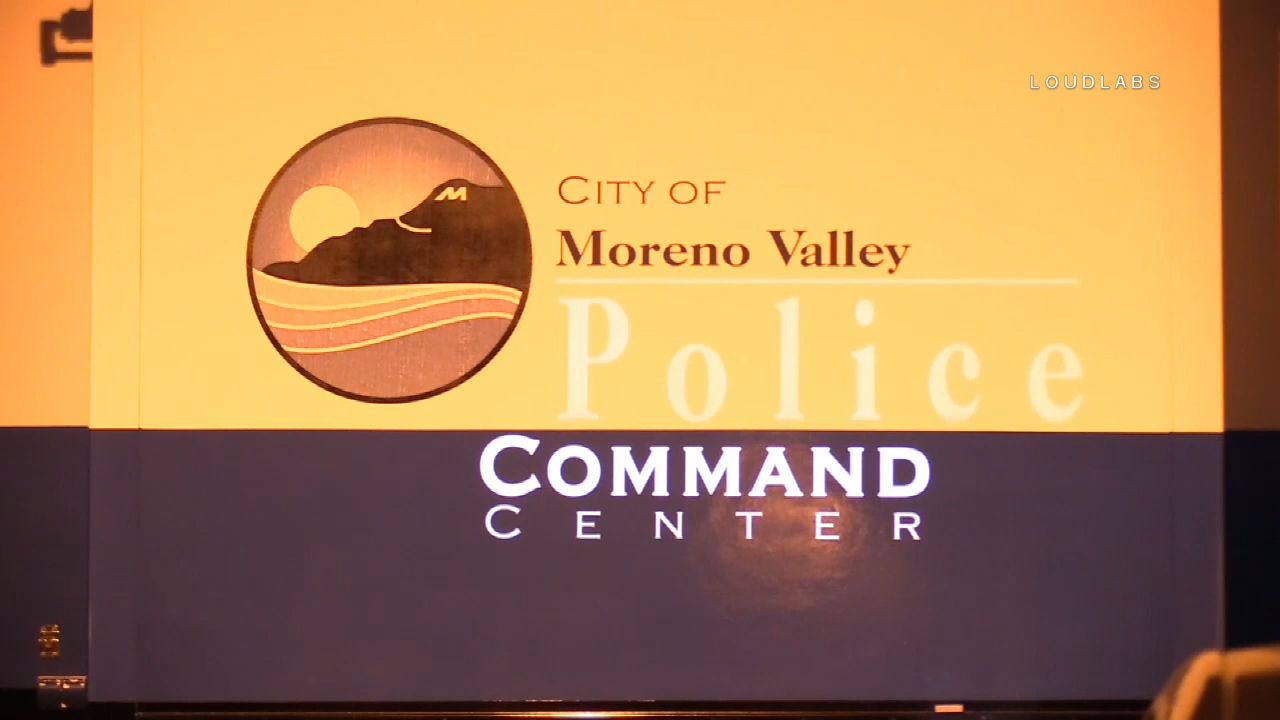 LOUDLABS
CITY OF
Moreno Valley
Police
COMMAND
CENTER
M